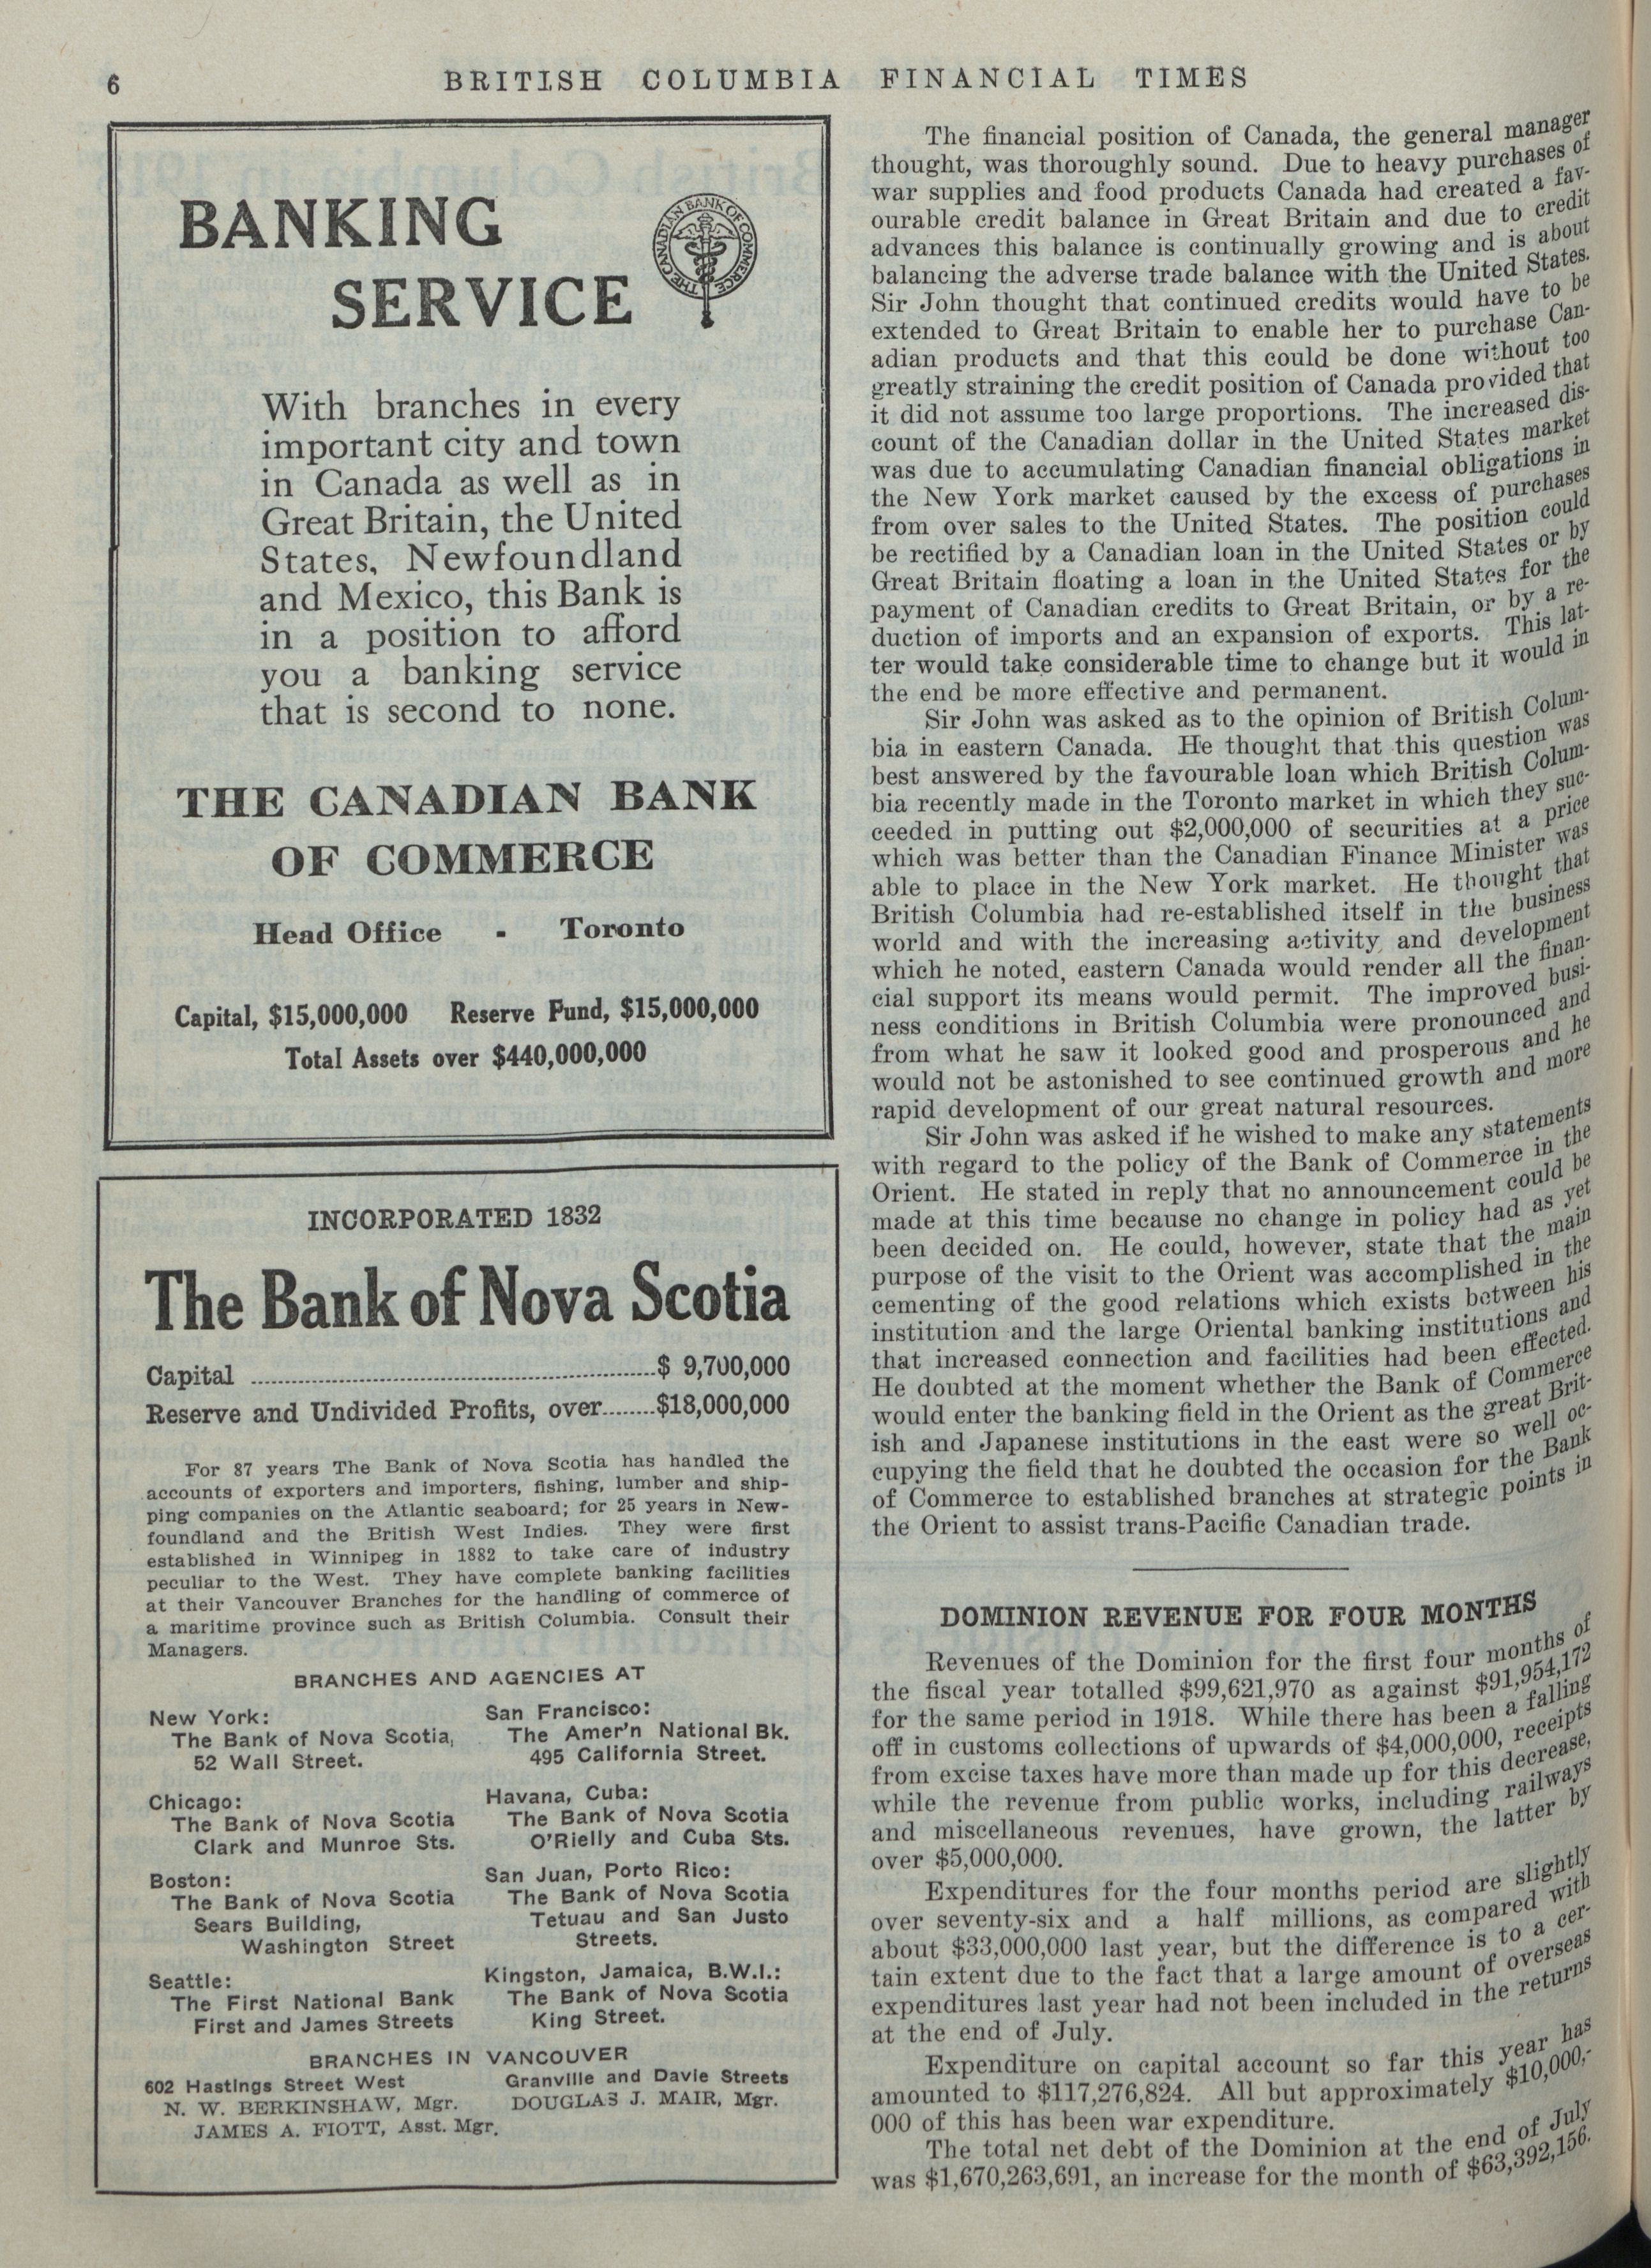 6
BRITISH COLUMBIA FINANCIAL TIMES
BANKING
SERVICE
THE CANADIAN BANK OF COMMERCE
With branches in every
important city and town
in Canada as well as in
Great Britain, the United
States, Newfoundland
and Mexico, this Bank is
in a position to afford
you a banking service
that is second to none.
THE CANADIAN BANK
OF COMMERCE
Head Office - Toronto
Capital, $15,000,000 Reserve Fund, $15,000,000
Total Assets over $440,000,000
INCORPORATED 1832
The Bank of Nova Scotia
Capital ........................................................$ 9,700,000
Reserve and Undivided Profits, over........$18,000,000
For 87 years The Bank of Nova Scotia has handled the
accounts of exporters and importers, fishing, lumber and ship-
ping companies on the Atlantic seaboard; for 25 years in New-
foundland and the British West Indies. They were first
established in Winnipeg in 1882 to take care of industry
peculiar to the West. They have complete banking facilities
at their Vancouver Branches for the handling of commerce of
a maritime province such as British Columbia. Consult their
Managers.
BRANCHES AND AGENCIES AT
New York:
The Bank of Nova Scotia,
52 Wall Street.
Chicago:
The Bank of Nova Scotia
Clark and Munroe Sts.
Boston:
The Bank of Nova Scotia
Sears Building,
Washington Street
Seattle:
The First National Bank
First and James Streets
San Francisco:
The Amer'n National Bk.
495 California Street.
Havana, Cuba:
The Bank of Nova Scotia
O'Rielly and Cuba Sts.
San Juan, Porto Rico:
The Bank of Nova Scotia
Tetuau and San Justo
Streets.
Kingston, Jamaica, B.W.I.:
The Bank of Nova Scotia
King Street.
BRANCHES IN VANCOUVER
602 Hastings Street West
N. W. BERKINSHAW, Mgr.
JAMES A. FIOTT, Asst. Mgr.
Granville and Davie Streets
DOUGLAS J. MAIR, Mgr.
The financial position of Canada, the general manager
thought, was thoroughly sound. Due to heavy purchases of
war supplies and food products Canada had created a fav-
ourable credit balance in Great Britain and due to credit
advances this balance is continually growing and is about
balancing the adverse trade balance with the United States.
Sir John thought that continued credits would have to be
extended to Great Britain to enable her to purchase Can-
adian products and that this could be done without too
greatly straining the credit position of Canada provided that
it did not assume too large proportions. The increased dis-
count of the Canadian dollar in the United States market
was due to accumulating Canadian financial obligations in
the New York market caused by the excess of purchases
from over sales to the United States. The position could
be rectified by a Canadian loan in the United States or by
Great Britain floating a loan in the United States for the
payment of Canadian credits to Great Britain, or by a re-
duction of imports and an expansion of exports. This lat-
ter would take considerable time to change but it would in
the end be more effective and permanent.
Sir John was asked as to the opinion of British Colum-
bia in eastern Canada. He thought that this question was
best answered by the favourable loan which British Colum-
bia recently made in the Toronto market in which they suc-
ceeded in putting out $2,000,000 of securities at a price
which was better than the Canadian Finance Minister was
able to place in the New York market. He thought that
British Columbia had re-established itself in the business
world and with the increasing activity and development
which he noted, eastern Canada would render all the finan-
cial support its means would permit. The improved busi-
ness conditions in British Columbia were pronounced and
from what he saw it looked good and prosperous and he
would not be astonished to see continued growth and more
rapid development of our great natural resources.
Sir John was asked if he wished to make any statements
with regard to the policy of the Bank of Commerce in the
Orient. He stated in reply that no announcement could be
made at this time because no change in policy had as yet
been decided on. He could, however, state that the main
purpose of the visit to the Orient was accomplished in the
cementing of the good relations which exists between his
institution and the large Oriental banking institutions and
that increased connection and facilities had been effected.
He doubted at the moment whether the Bank of Commerce
would enter the banking field in the Orient as the great Brit-
ish and Japanese institutions in the east were so well oc-
cupying the field that he doubted the occasion for the Bank
of Commerce to established branches at strategic points in
the Orient to assist trans-Pacific Canadian trade.
DOMINION REVENUE FOR FOUR MONTHS
Revenues of the Dominion for the first four months of
the fiscal year totalled $99,621,970 as against $91,954,172
for the same period in 1918. While there has been a falling
off in customs collections of upwards of $4,000,000, receipts
from excise taxes have more than made up for this decrease,
while the revenue from public works, including railways
and miscellaneous revenues, have grown, the latter by
over $5,000,000.
Expenditures for the four months period are slightly
over seventy-six and a half millions, as compared with
about $33,000,000 last year, but the difference is to a cer-
tain extent due to the fact that a large amount of overseas
expenditures last year had not been included in the returns
at the end of July.
Expenditure on capital account so far this year has
amounted to $117,276,824. All but approximately $10,000,-
000 of this has been war expenditure.
The total net debt of the Dominion at the end of July
was $1,670,263,691, an increase for the month of $63,392,156.